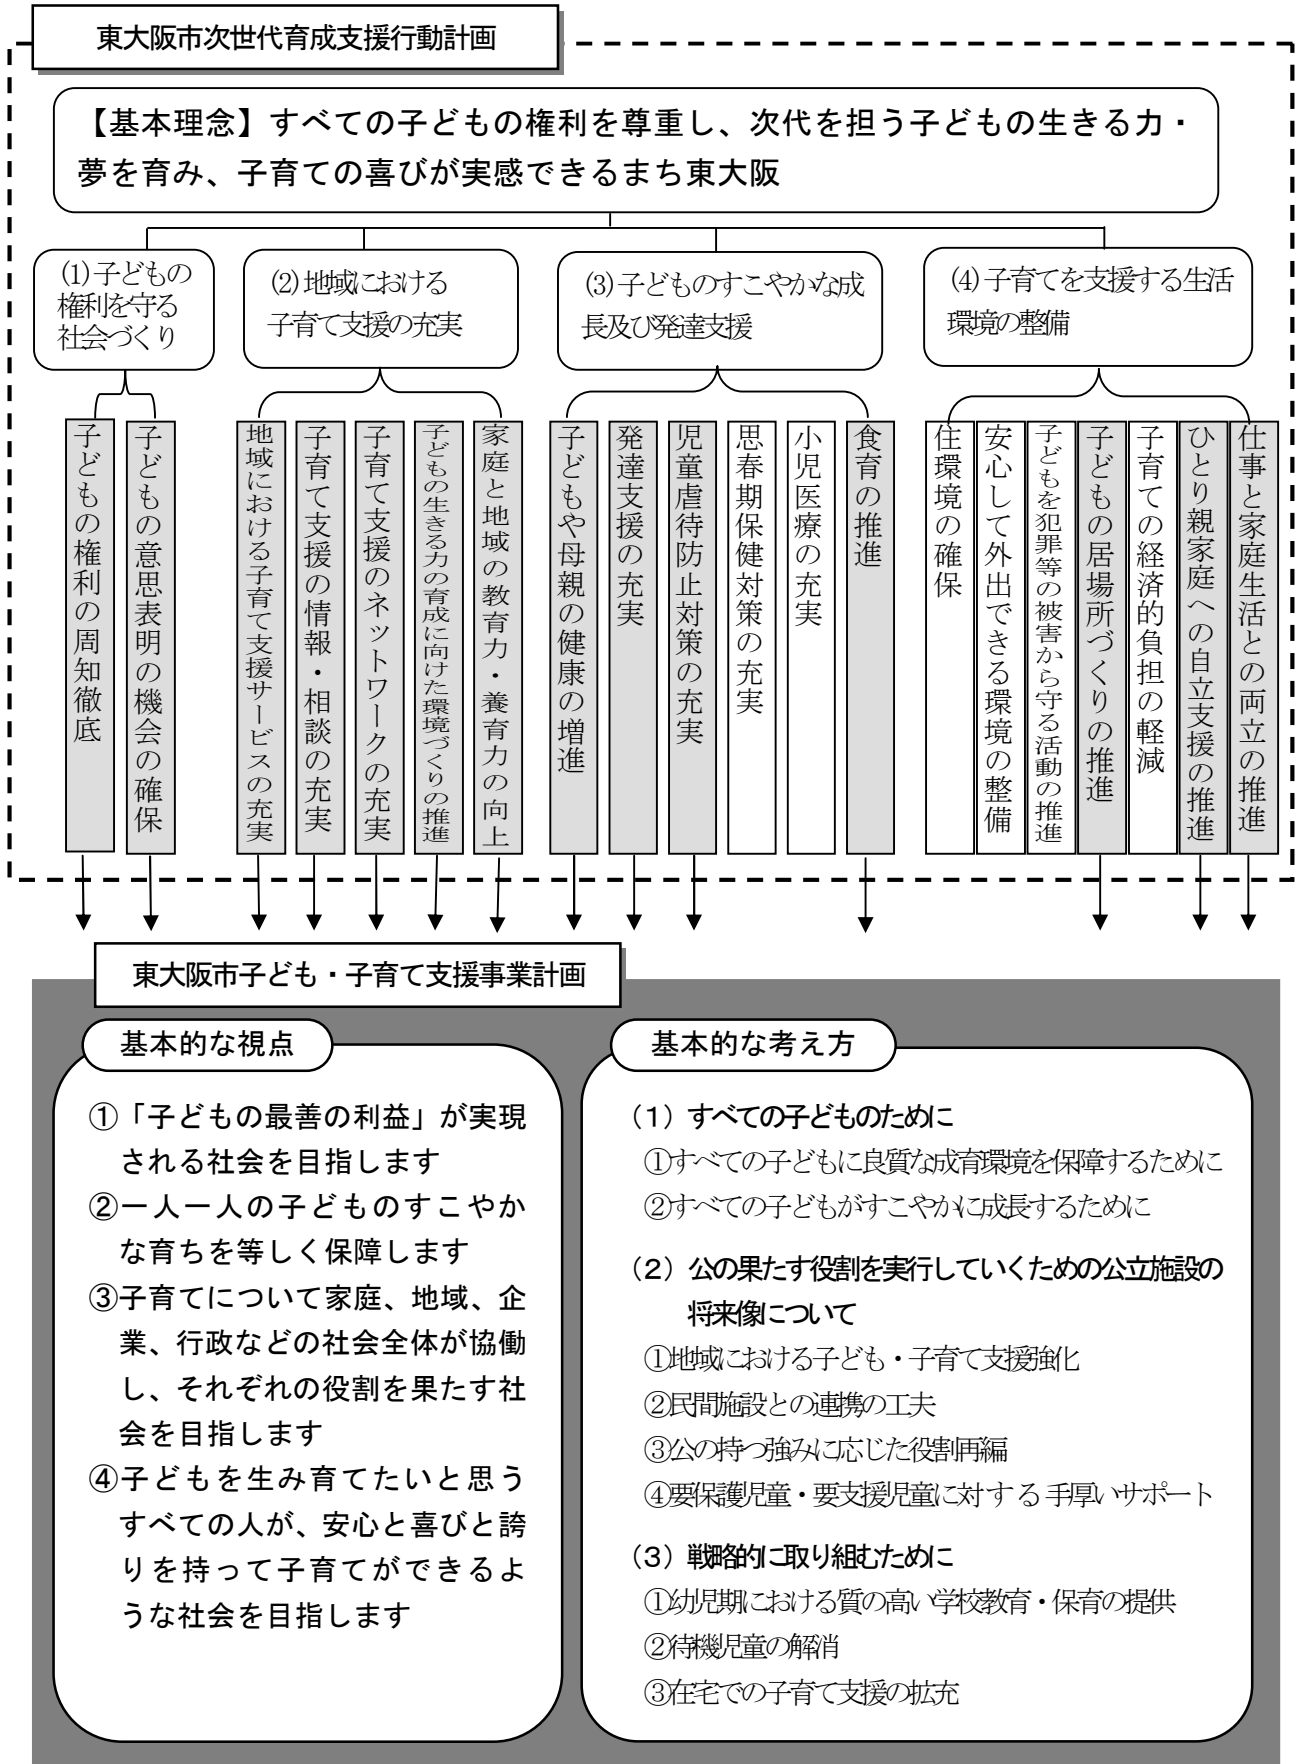 東大阪市次世代育成支援行動計画
【基本理念】すべての子どもの権利を尊重し、次代を担う子どもの生きる力・
夢を育み、子育ての喜びが実感できるまち東大阪
(1)子どもの
権利を守る
社会づくり
(2)地域における
子育て支援の充実
(3)子どものすこやかな成
長及び発達支援
(4)子育てを支援する生活
環境の整備
子どもの権利の周知徹底
子どもの意思表明の機会の確保
地域における子育て支援サービスの充実
子育て支援の情報・相談の充実
子育て支援のネットワークの充実
子どもの生きる力の育成に向けた環境づくりの推進
家庭と地域の教育力・養育力の向上
子どもや母親の健康の増進
発達支援の充実
児童虐待防止対策の充実
思春期保健対策の充実
小児医療の充実
食育の推進
住環境の確保
安心して外出できる環境の整備
子どもを犯罪等の被害から守る活動の推進
子どもの居場所づくりの推進
子育ての経済的負担の軽減
ひとり親家庭への自立支援の推進
仕事と家庭生活との両立の推進
東大阪市子ども・子育て支援事業計画
基本的な視点
①「子どもの最善の利益」が実現
される社会を目指します
②一人一人の子どものすこやか
な育ちを等しく保障します
③子育てについて家庭、地域、企
業、行政などの社会全体が協働
し、それぞれの役割を果たす社
会を目指します
④子どもを生み育てたいと思う
すべての人が、安心と喜びと誇
りを持って子育てができるよ
うな社会を目指します
基本的な考え方
（1）すべての子どものために
①すべての子どもに良質な成育環境を保障するために
②すべての子どもがすこやかに成長するために
（2）公の果たす役割を実行していくための公立施設の
将来像について
①地域における子ども・子育て支援強化
②民間施設との連携の工夫
③公の持つ強みに応じた役割再編
④要保護児童・要支援児童に対する手厚いサポート
（3）戦略的に取り組むために
①幼児期における質の高い学校教育・保育の提供
②待機児童の解消
③在宅での子育て支援の拡充